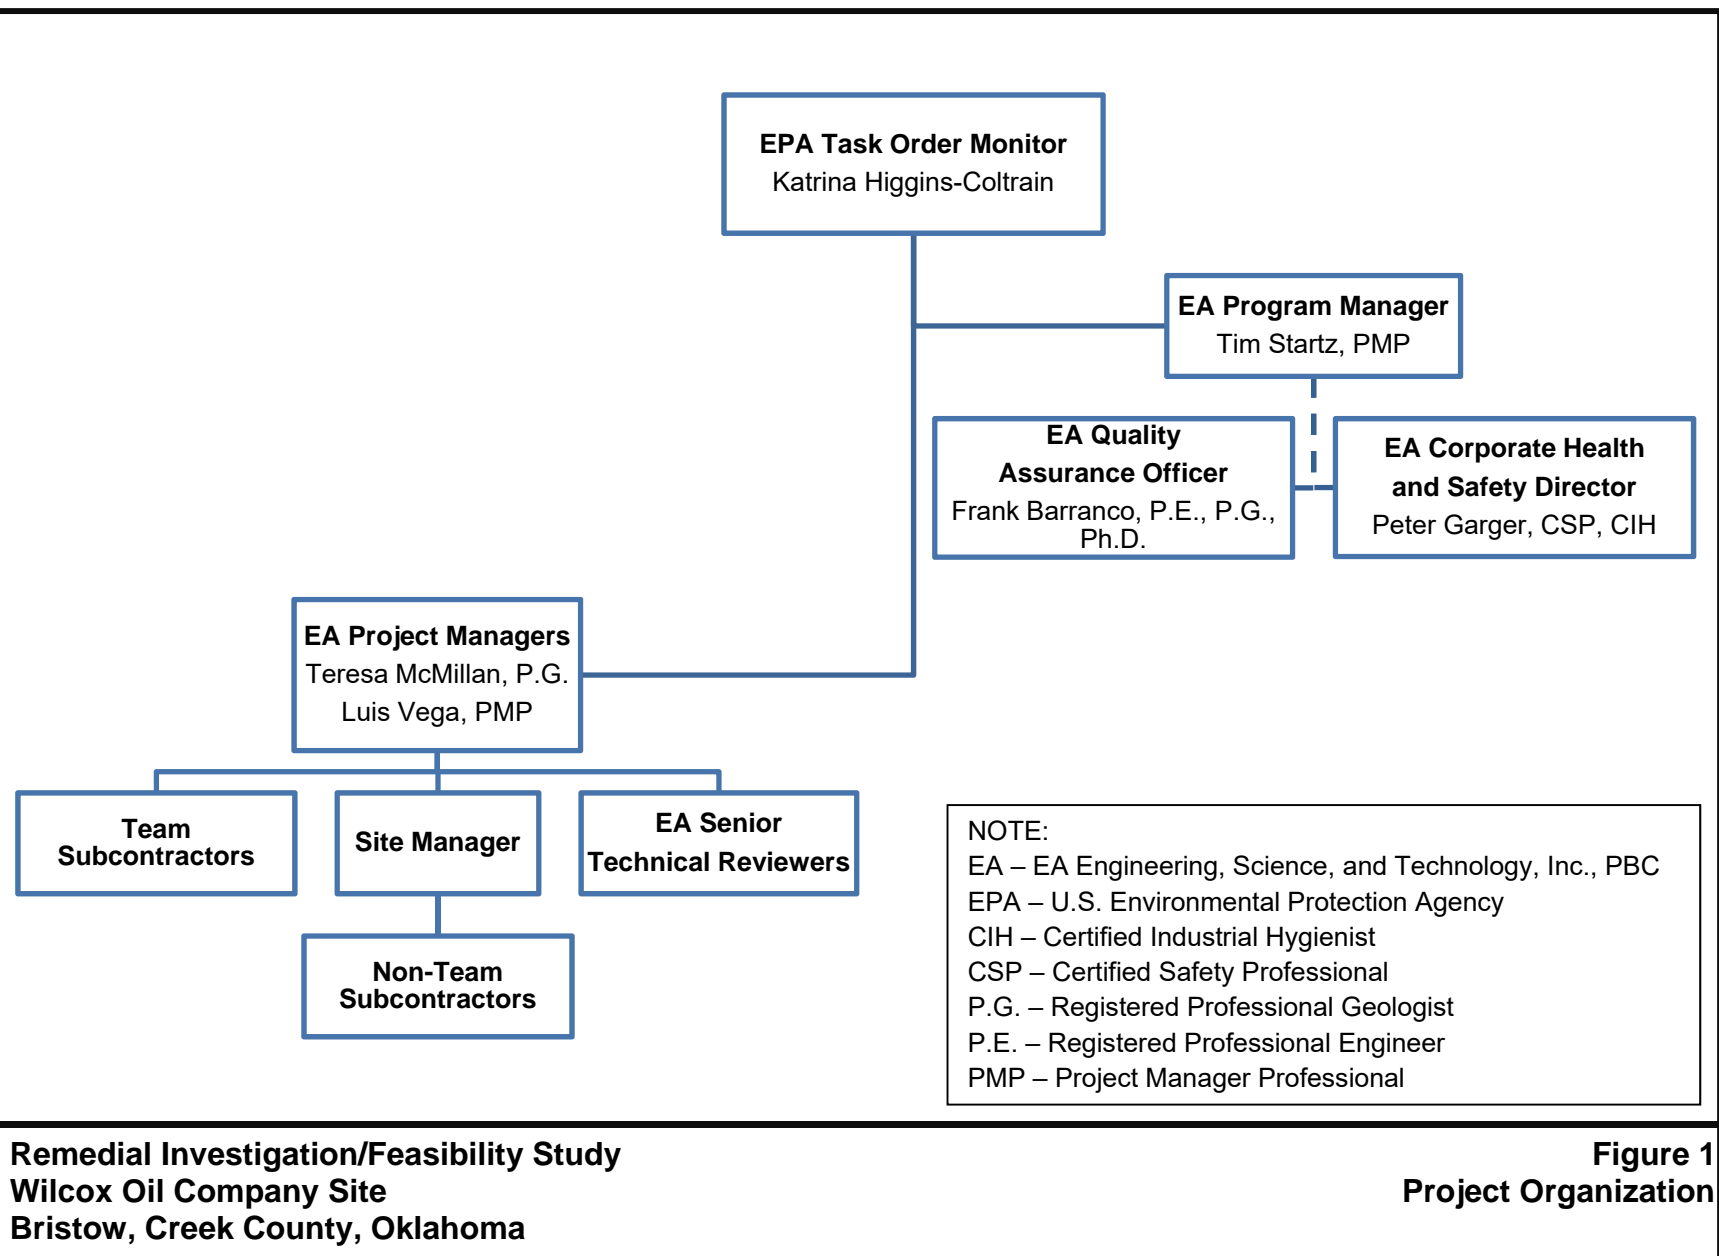 EPA Task Order Monitor
Katrina Higgins-Coltrain
EA Program Manager
Tim Startz, PMP
EA Quality
Assurance Officer
Frank Barranco, P.E., P.G.,
Ph.D.
EA Corporate Health
and Safety Director
Peter Garger, CSP, CIH
EA Project Managers
Teresa McMillan, P.G.
Luis Vega, PMP
Team
Subcontractors
Site Manager
EA Senior
Technical Reviewers
Non-Team
Subcontractors
NOTE:
EA – EA Engineering, Science, and Technology, Inc., PBC
EPA – U.S. Environmental Protection Agency
CIH – Certified Industrial Hygienist
CSP – Certified Safety Professional
P.G. – Registered Professional Geologist
P.E. – Registered Professional Engineer
PMP – Project Manager Professional
Remedial Investigation/Feasibility Study
Wilcox Oil Company Site
Bristow, Creek County, Oklahoma
Figure 1
Project Organization